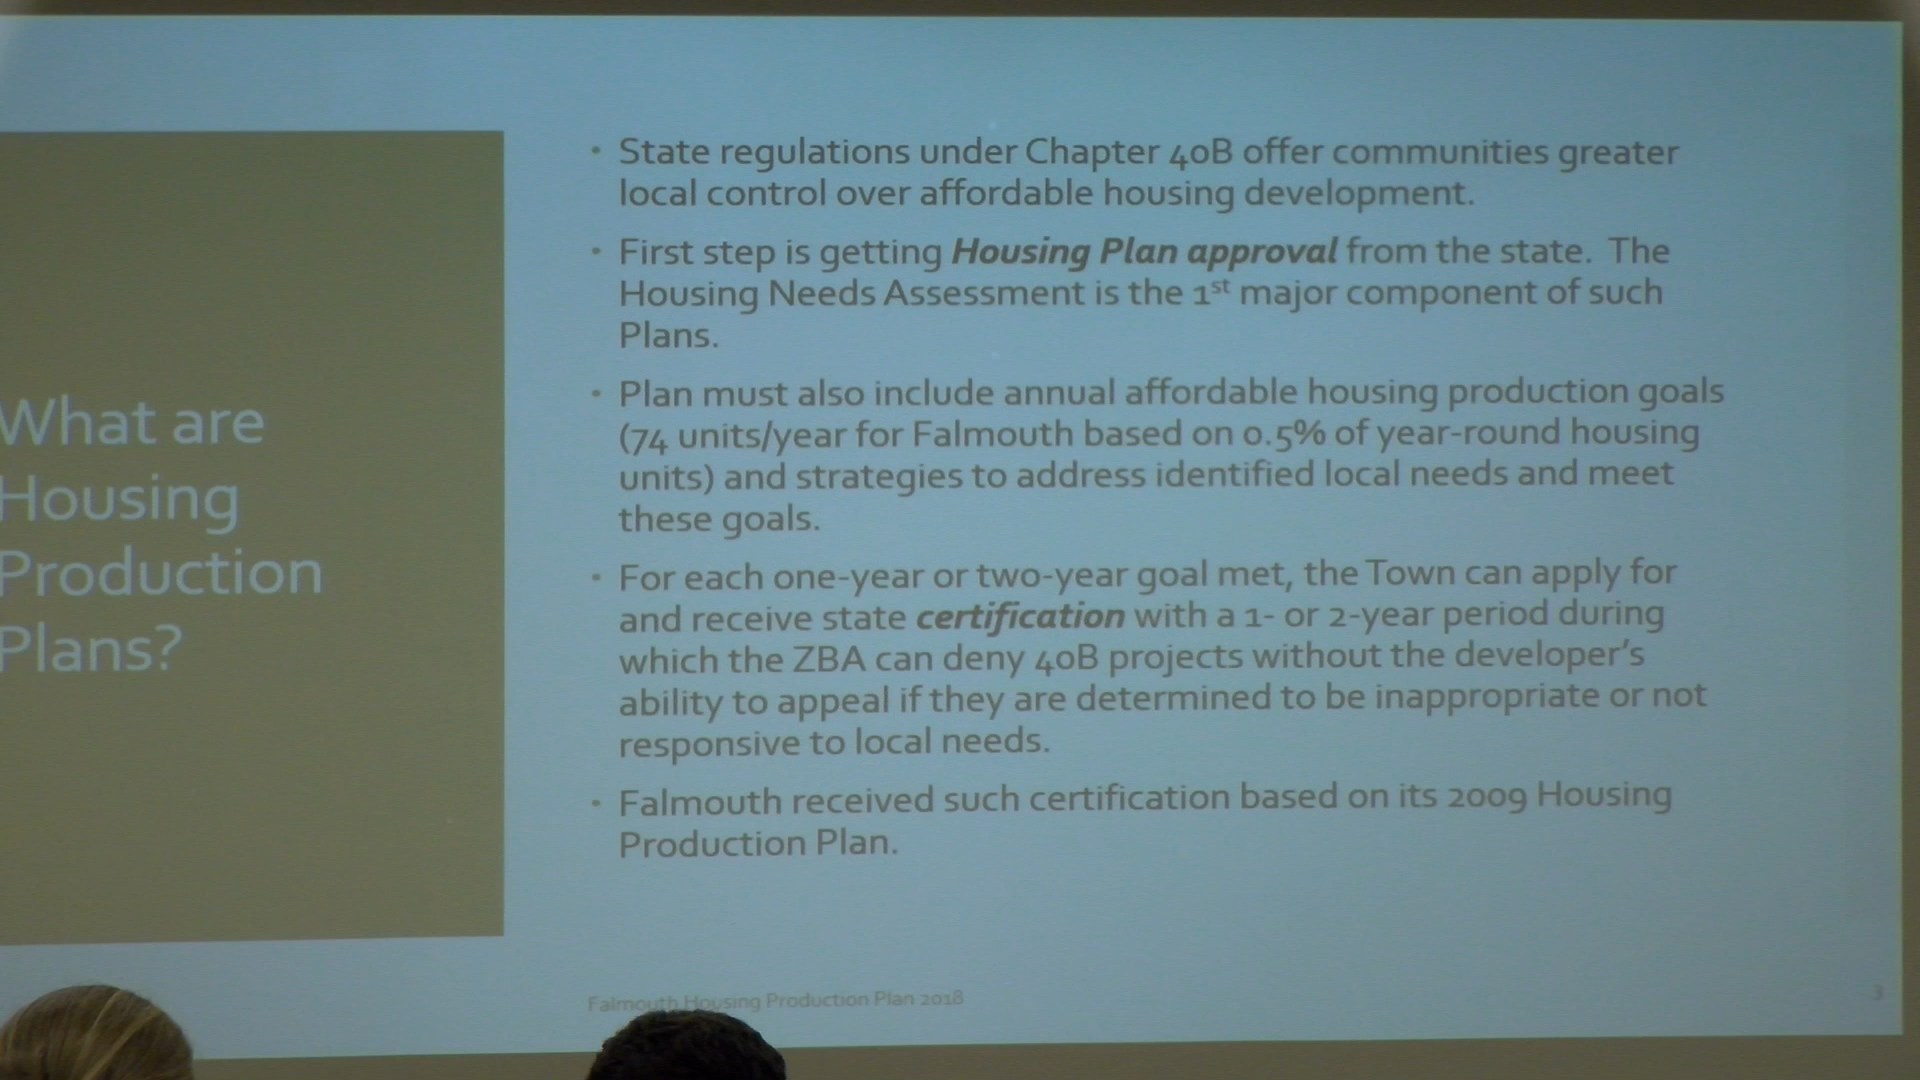 What are
Housing
Production
Plans?
• State regulations under Chapter 40B offer communities greater
local control over affordable housing development.
• First step is getting Housing Plan approval from the state. The
Housing Needs Assessment is the 1st major component of such
Plans.
• Plan must also include annual affordable housing production goals
(74 units/year for Falmouth based on 0.5% of year-round housing
units) and strategies to address identified local needs and meet
these goals.
• For each one-year or two-year goal met, the Town can apply for
and receive state certification with a 1- or 2-year period during
which the ZBA can deny 40B projects without the developer's
ability to appeal if they are determined to be inappropriate or not
responsive to local needs.
• Falmouth received such certification based on its 2009 Housing
Production Plan.
Falmouth Housing Production Plan 2018
3